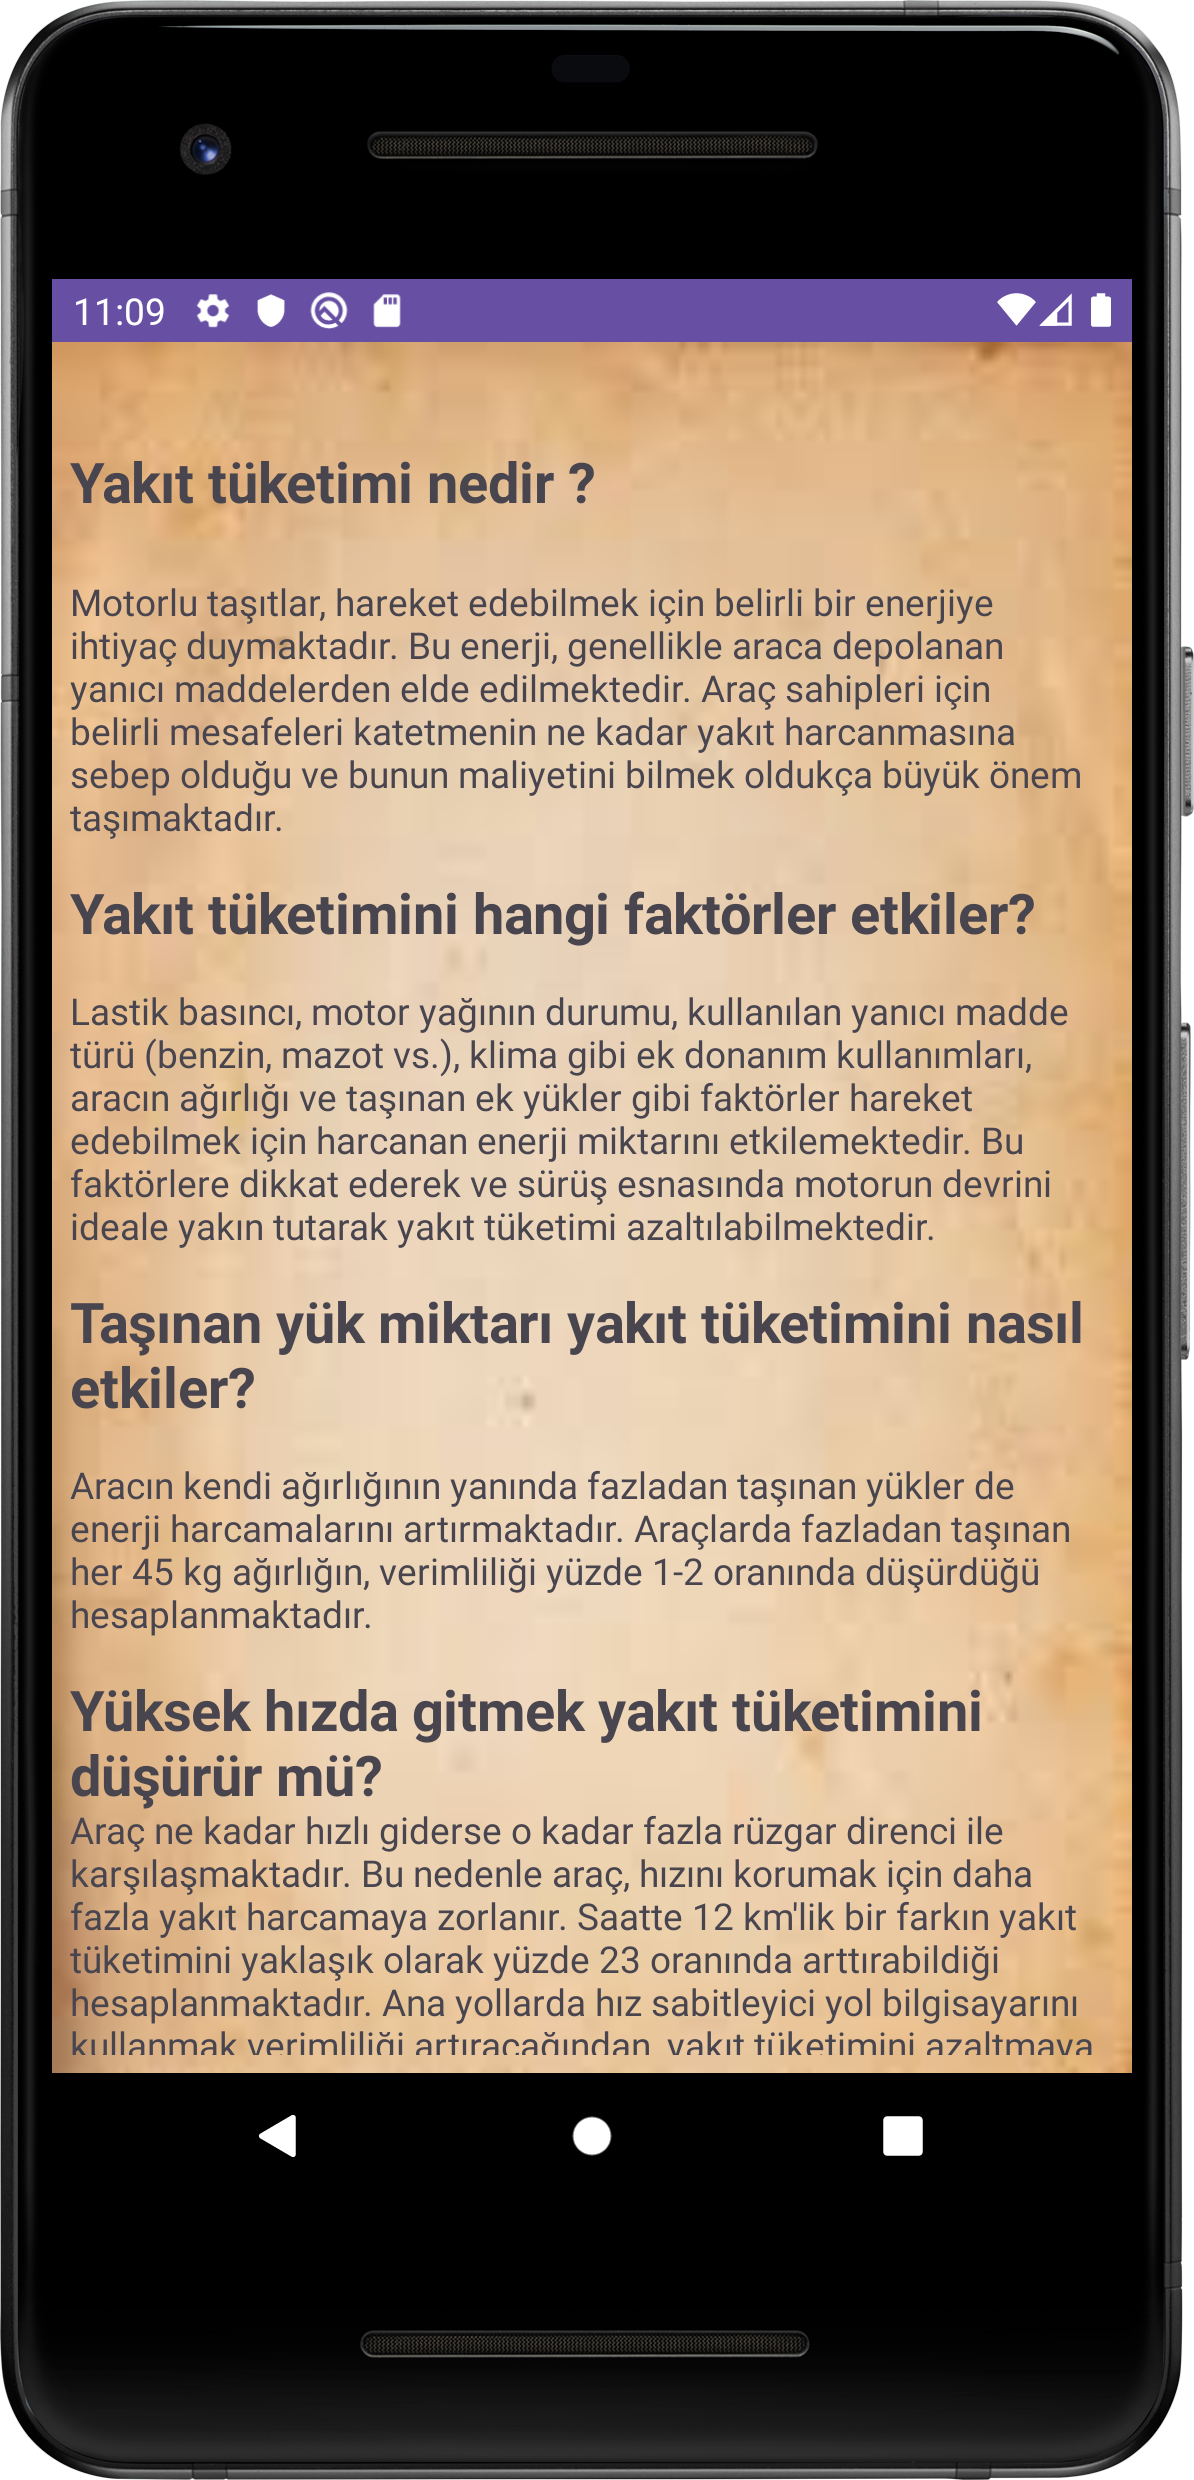 11:09
Yakıt tüketimi nedir ?
Motorlu taşıtlar, hareket edebilmek için belirli bir enerjiye
ihtiyaç duymaktadır. Bu enerji, genellikle araca depolanan
yanıcı maddelerden elde edilmektedir. Araç sahipleri için
belirli mesafeleri katetmenin ne kadar yakıt harcanmasına
sebep olduğu ve bunun maliyetini bilmek oldukça büyük önem
taşımaktadır.
Yakıt tüketimini hangi faktörler etkiler?
Lastik basıncı, motor yağının durumu, kullanılan yanıcı madde
türü (benzin, mazot vs.), klima gibi ek donanım kullanımları,
aracın ağırlığı ve taşınan ek yükler gibi faktörler hareket
edebilmek için harcanan enerji miktarını etkilemektedir. Bu
faktörlere dikkat ederek ve sürüş esnasında motorun devrini
ideale yakın tutarak yakıt tüketimi azaltılabilmektedir.
Taşınan yük miktarı yakıt tüketimini nasıl
etkiler?
Aracın kendi ağırlığının yanında fazladan taşınan yükler de
enerji harcamalarını artırmaktadır. Araçlarda fazladan taşınan
her 45 kg ağırlığın, verimliliği yüzde 1-2 oranında düşürdüğü
hesaplanmaktadır.
Yüksek hızda gitmek yakıt tüketimini
düşürür mü?
Araç ne kadar hızlı giderse o kadar fazla rüzgar direnci ile
karşılaşmaktadır. Bu nedenle araç, hızını korumak için daha
fazla yakıt harcamaya zorlanır. Saatte 12 km'lik bir farkın yakıt
tüketimini yaklaşık olarak yüzde 23 oranında arttırabildiği
hesaplanmaktadır. Ana yollarda hız sabitleyici yol bilgisayarını
kullanmak verimliliği artıracağından, yakıt tüketimini azaltmaya